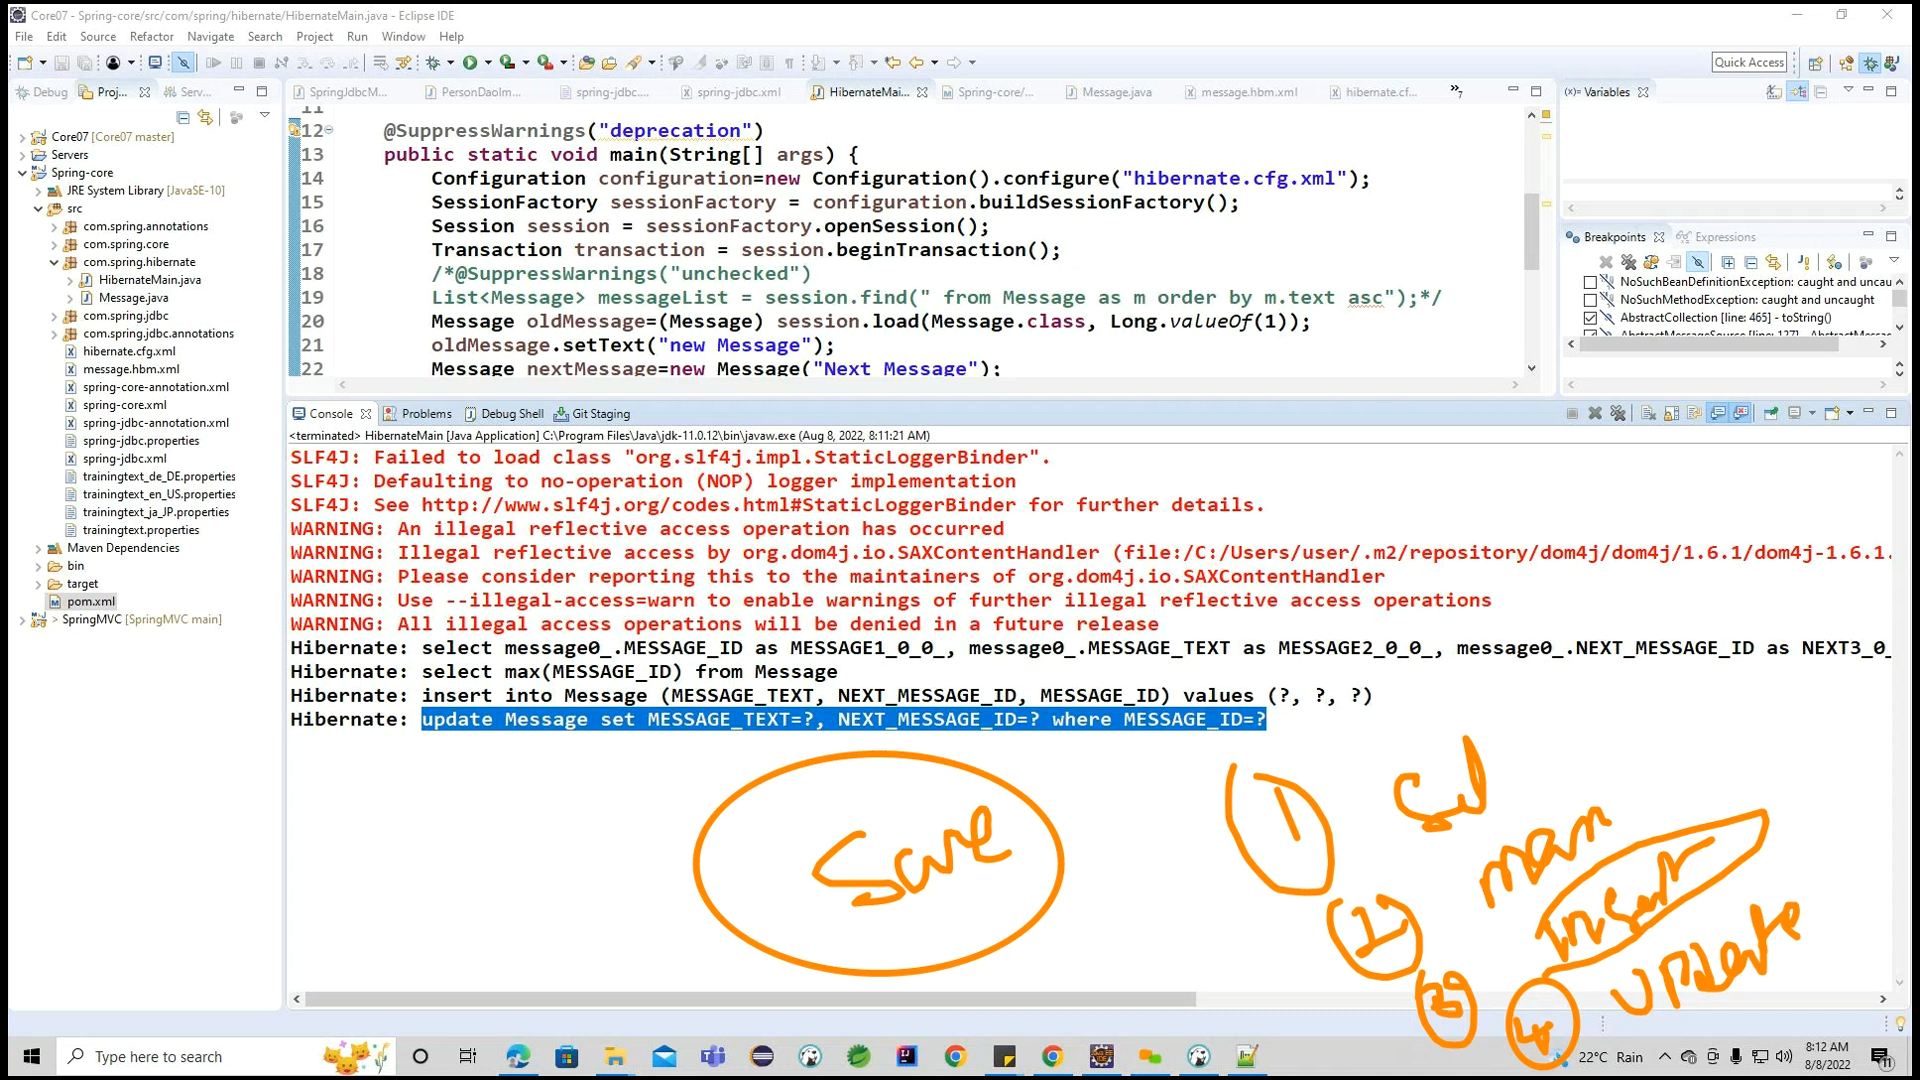 Core07 - Spring-core/src/com/spring/hibernate/HibernateMain.java - Eclipse IDE
File Edit Source Refactor Navigate Search Project Run Window Help
Quick Access
Debug Proj... Serv...
SpringJdbcM... PersonDaoIm... spring-jdbc.... spring-jdbc.xml HibernateMai... Spring-core/... Message.java message.hbm.xml hibernate.cf... »7
Core07 [Core07 master]
Servers
Spring-core
JRE System Library [JavaSE-10]
src
com.spring.annotations
com.spring.core
com.spring.hibernate
HibernateMain.java
Message.java
com.spring.jdbc
com.spring.jdbc.annotations
hibernate.cfg.xml
message.hbm.xml
spring-core-annotation.xml
spring-core.xml
spring-jdbc-annotation.xml
spring-jdbc.properties
spring-jdbc.xml
trainingtext_de_DE.properties
trainingtext_en_US.properties
trainingtext_ja_JP.properties
trainingtext.properties
Maven Dependencies
bin
target
pom.xml
> SpringMVC [SpringMVC main]
11
12 @SuppressWarnings("deprecation")
13 public static void main(String[] args) {
14 Configuration configuration=new Configuration().configure("hibernate.cfg.xml");
15 SessionFactory sessionFactory = configuration.buildSessionFactory();
16 Session session = sessionFactory.openSession();
17 Transaction transaction = session.beginTransaction();
18 /*@SuppressWarnings("unchecked")
19 List<Message> messageList = session.find(" from Message as m order by m.text asc");*/
20 Message oldMessage=(Message) session.load(Message.class, Long.valueOf(1));
21 oldMessage.setText("new Message");
22 Message nextMessage=new Message("Next Message");
(x)= Variables
Breakpoints Expressions
NoSuchBeanDefinitionException: caught and uncau
NoSuchMethodException: caught and uncaught
AbstractCollection [line: 465] - toString()
AbstractMessageSource [line: 127] - AbstractMessa
Console Problems Debug Shell Git Staging
<terminated> HibernateMain [Java Application] C:\Program Files\Java\jdk-11.0.12\bin\javaw.exe (Aug 8, 2022, 8:11:21 AM)
SLF4J: Failed to load class "org.slf4j.impl.StaticLoggerBinder".
SLF4J: Defaulting to no-operation (NOP) logger implementation
SLF4J: See http://www.slf4j.org/codes.html#StaticLoggerBinder for further details.
WARNING: An illegal reflective access operation has occurred
WARNING: Illegal reflective access by org.dom4j.io.SAXContentHandler (file:/C:/Users/user/.m2/repository/dom4j/dom4j/1.6.1/dom4j-1.6.1.
WARNING: Please consider reporting this to the maintainers of org.dom4j.io.SAXContentHandler
WARNING: Use --illegal-access=warn to enable warnings of further illegal reflective access operations
WARNING: All illegal access operations will be denied in a future release
Hibernate: select message0_.MESSAGE_ID as MESSAGE1_0_0_, message0_.MESSAGE_TEXT as MESSAGE2_0_0_, message0_.NEXT_MESSAGE_ID as NEXT3_0_
Hibernate: select max(MESSAGE_ID) from Message
Hibernate: insert into Message (MESSAGE_TEXT, NEXT_MESSAGE_ID, MESSAGE_ID) values (?, ?, ?)
Hibernate: update Message set MESSAGE_TEXT=?, NEXT_MESSAGE_ID=? where MESSAGE_ID=?
Save
1 Sel
Insert
4 update
Type here to search
22°C Rain
8:12 AM
8/8/2022
11